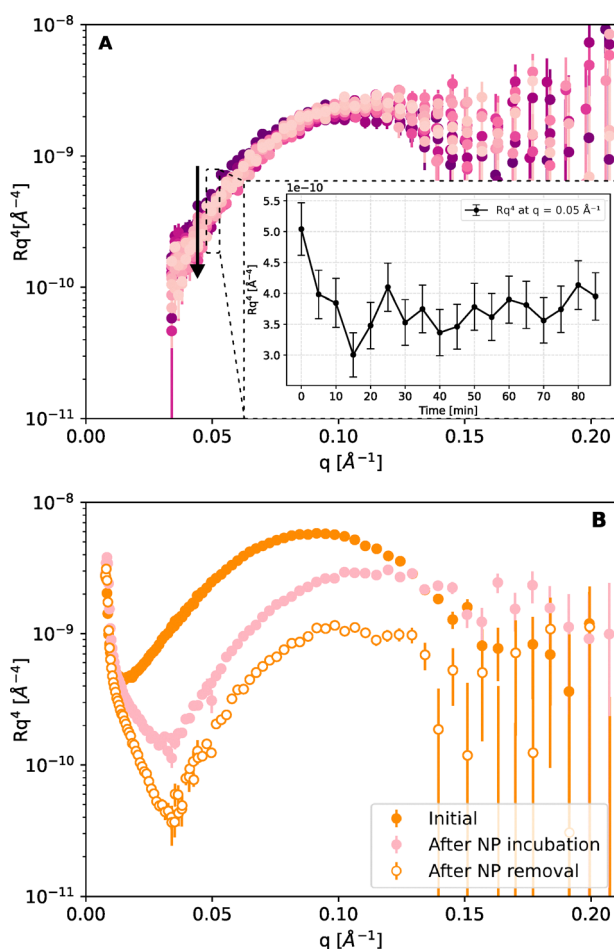 A
10⁻⁸
10⁻⁹
10⁻¹⁰
10⁻¹¹
Rq⁴[Å⁻⁴]
1e−10
5.5
5.0
4.5
4.0
3.5
3.0
Rq⁴ [Å⁻⁴]
Rq⁴ at q = 0.05 Å⁻¹
0 10 20 30 40 50 60 70 80
Time [min]
0.00 0.05 0.10 0.15 0.20
q [Å⁻¹]
B
10⁻⁸
10⁻⁹
10⁻¹⁰
10⁻¹¹
Rq⁴ [Å⁻⁴]
Initial
After NP incubation
After NP removal
0.00 0.05 0.10 0.15 0.20
q [Å⁻¹]